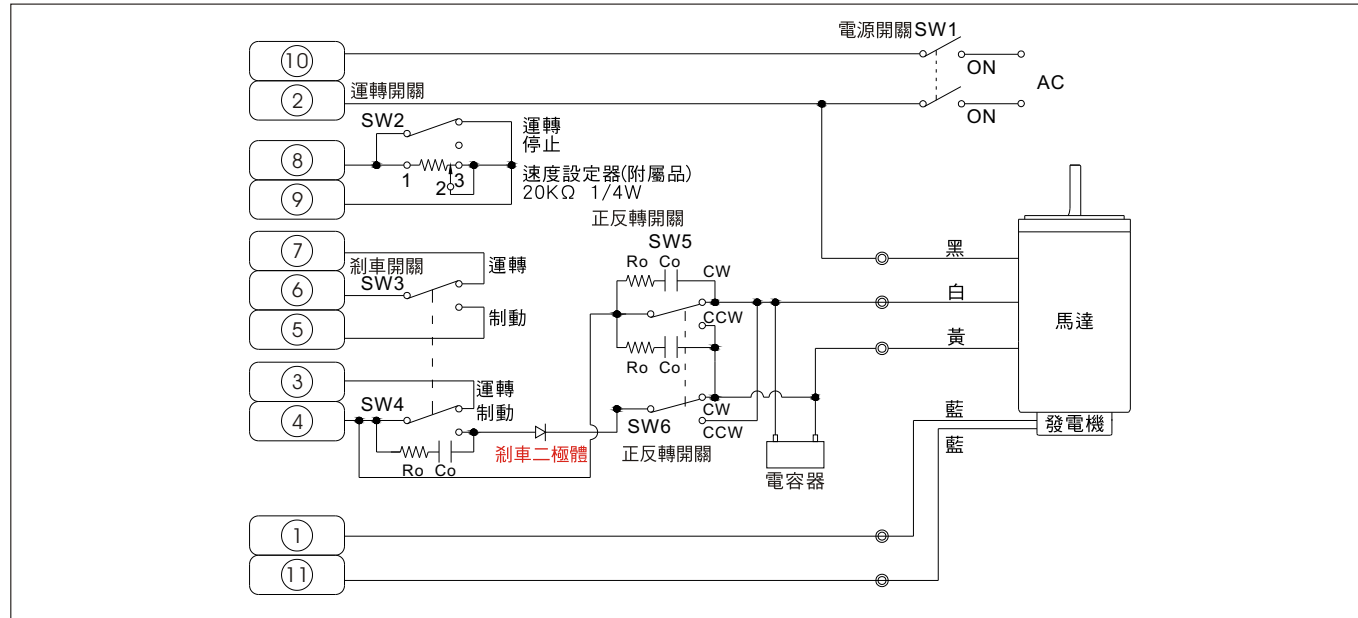 電源開關SW1
⑩
ON
AC
②
運轉開關
ON
SW2
運轉
停止
⑧
1
2
3
速度設定器(附屬品)
20KΩ 1/4W
⑨
正反轉開關
SW5
⑦
剎車開關
運轉
Ro Co
CW
黑
⑥
SW3
白
CCW
馬達
⑤
制動
黃
Ro Co
③
運轉
④
SW4
制動
CW
CCW
SW6
藍
發電機
藍
剎車二極體
正反轉開關
Ro Co
電容器
①
⑪